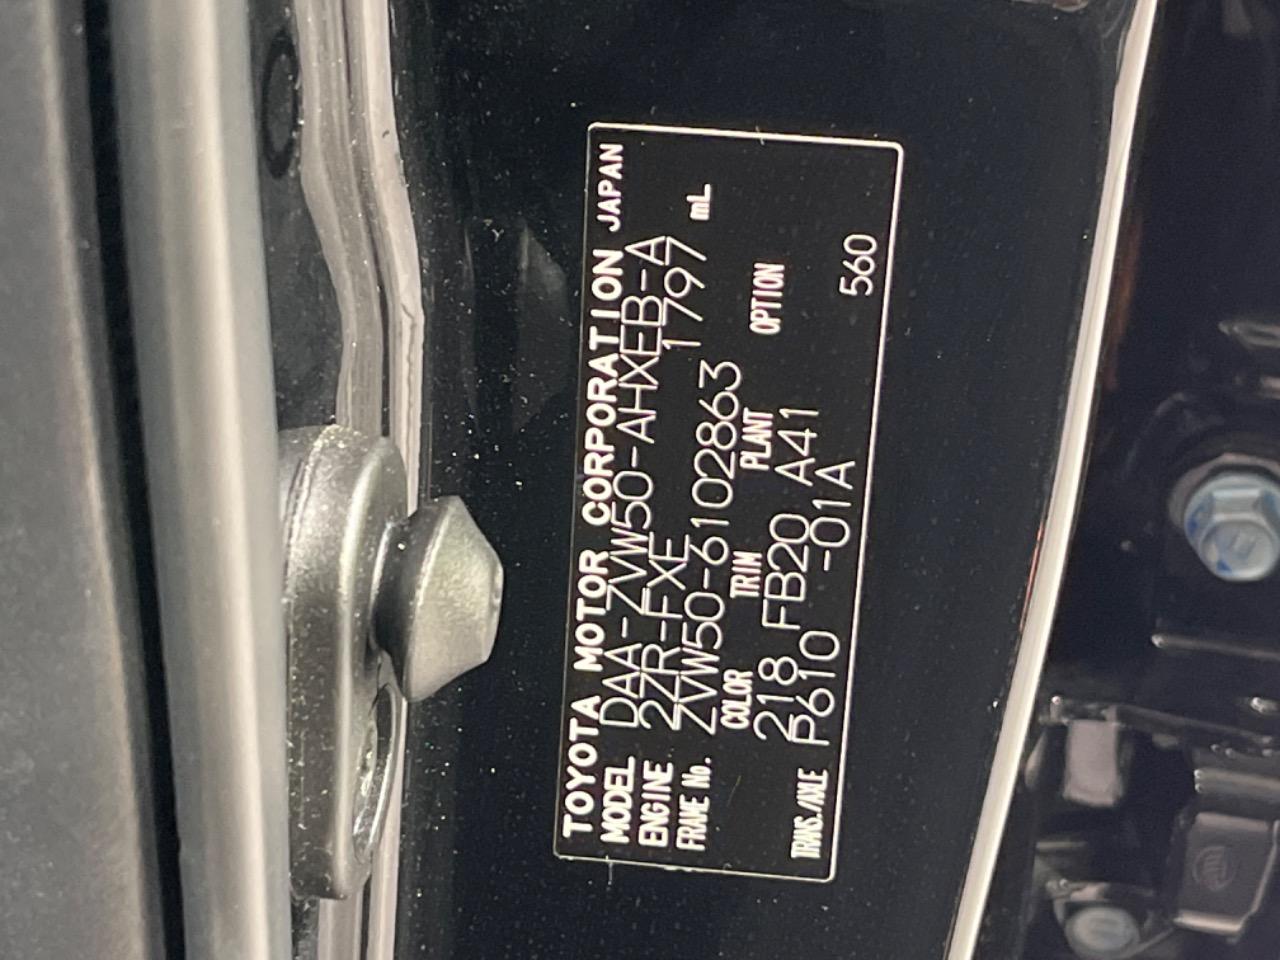 TOYOTA MOTOR CORPORATION JAPAN
MODEL DAA-ZVW50-AHXEB-A
ENGINE 2ZR-FXE 1797 mL
FRAME No. ZVW50-6102863
COLOR TRIM PLANT OPTION
218 FB20 A41
TRANS./AXLE P610 -01A 560